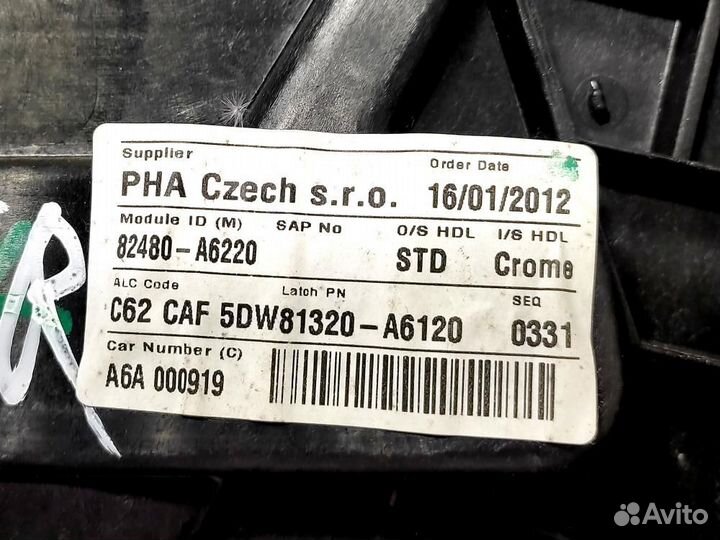 Supplier Order Date
PHA Czech s.r.o. 16/01/2012
Module ID (M) SAP No O/S HDL I/S HDL
82480-A6220 STD Crome
ALC Code Latch PN SEQ
C62 CAF 5DW81320-A6120 0331
Car Number (C)
A6A 000919
R
Avito